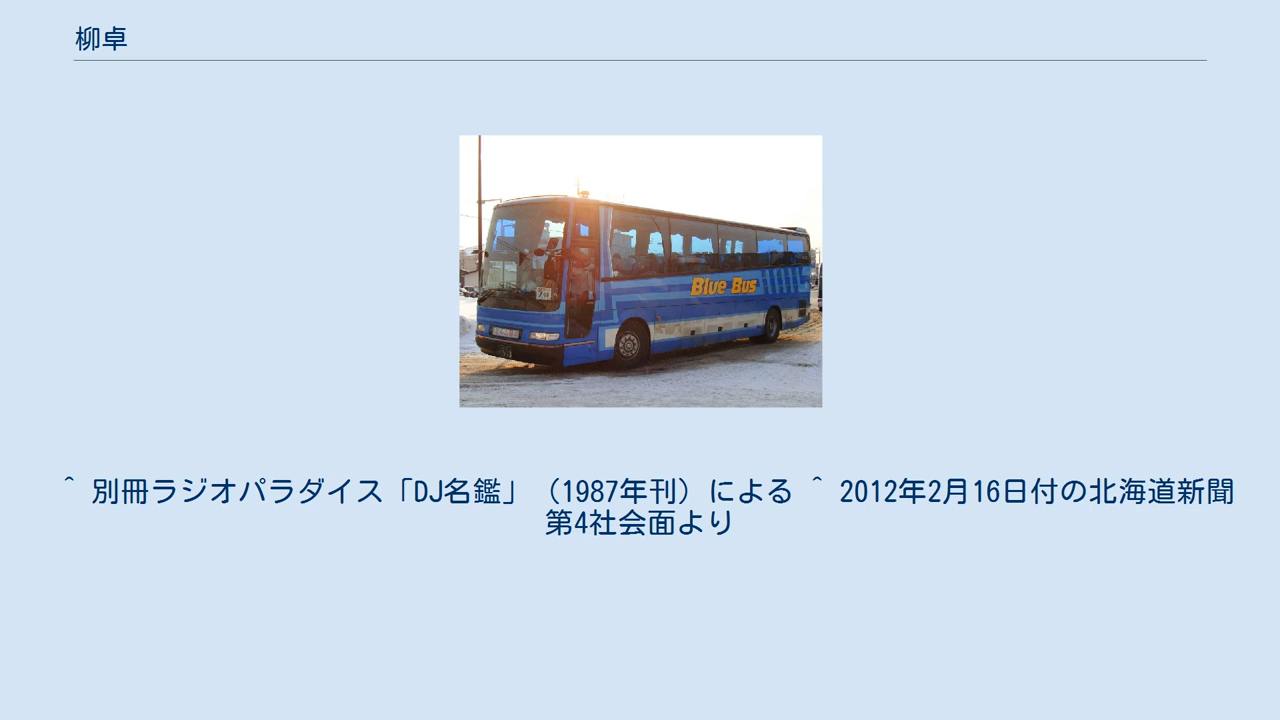 柳卓
Blue Bus
^ 別冊ラジオパラダイス「DJ名鑑」（1987年刊）による ^ 2012年2月16日付の北海道新聞
第4社会面より